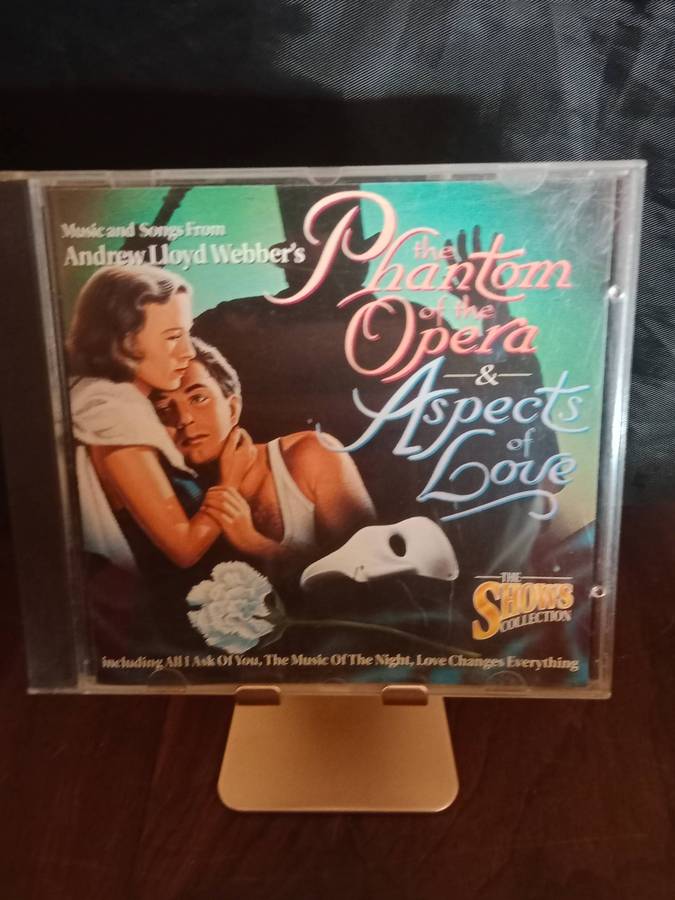 Music and Songs From
Andrew Lloyd Webber's
the
Phantom
of the
Opera
&
Aspects
of
Love
THE
SHOWS
COLLECTION
including All I Ask Of You, The Music Of The Night, Love Changes Everything